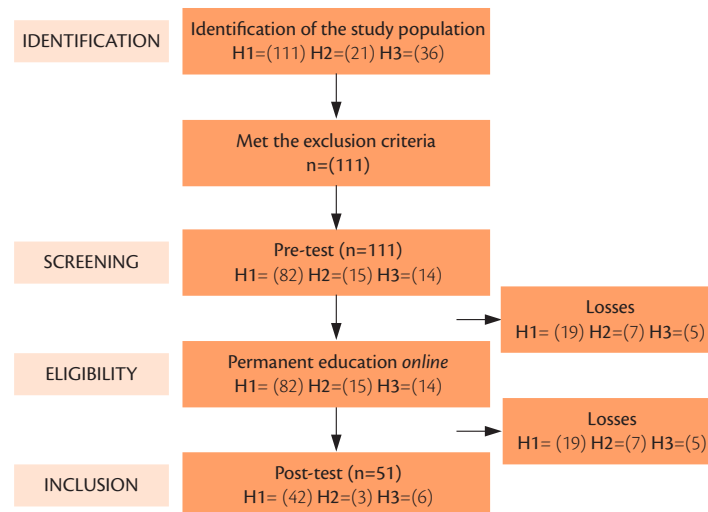 IDENTIFICATION
Identification of the study population
H1=(111) H2=(21) H3=(36)
Met the exclusion criteria
n=(111)
SCREENING
Pre-test (n=111)
H1= (82) H2=(15) H3=(14)
Losses
H1= (19) H2=(7) H3=(5)
ELIGIBILITY
Permanent education online
H1= (82) H2=(15) H3=(14)
Losses
H1= (19) H2=(7) H3=(5)
INCLUSION
Post-test (n=51)
H1= (42) H2=(3) H3=(6)